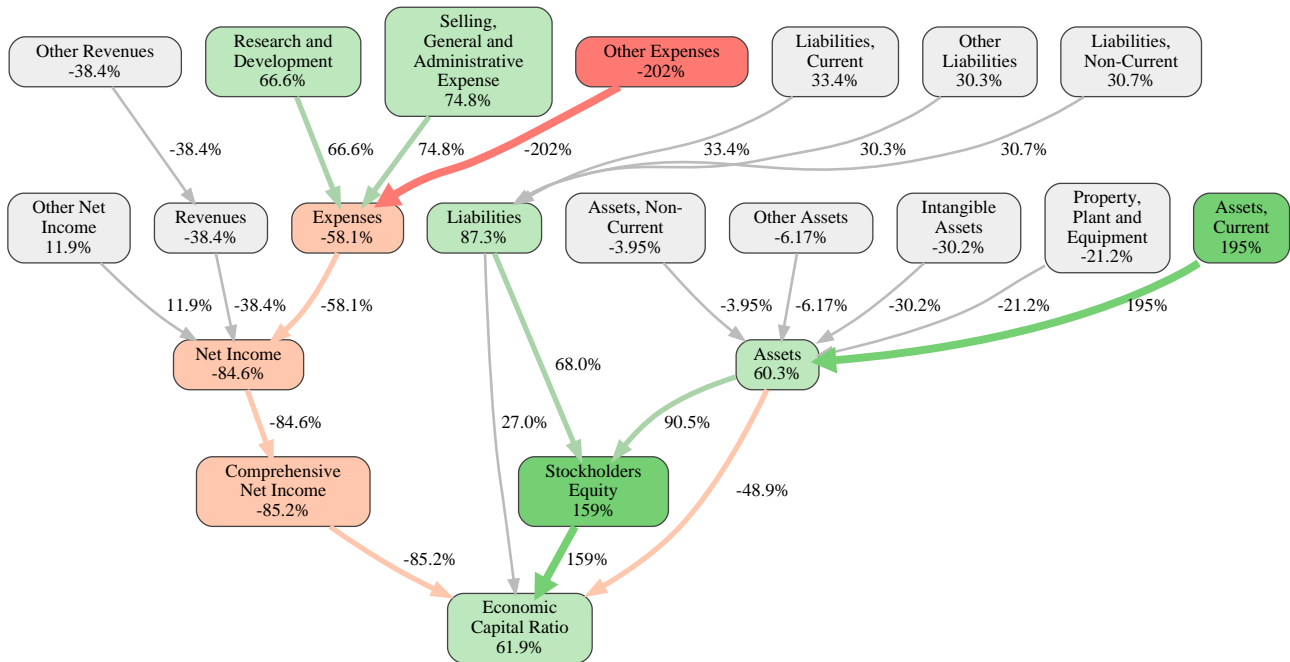 Other Revenues
-38.4%
Research and
Development
66.6%
Selling,
General and
Administrative
Expense
74.8%
Other Expenses
-202%
Liabilities,
Current
33.4%
Other
Liabilities
30.3%
Liabilities,
Non-Current
30.7%
-38.4%
66.6%
74.8%
-202%
33.4%
30.3%
30.7%
Other Net
Income
11.9%
Revenues
-38.4%
Expenses
-58.1%
Liabilities
87.3%
Assets, Non-
Current
-3.95%
Other Assets
-6.17%
Intangible
Assets
-30.2%
Property,
Plant and
Equipment
-21.2%
Assets,
Current
195%
11.9%
-38.4%
-58.1%
-3.95%
-6.17%
-30.2%
-21.2%
195%
Net Income
-84.6%
68.0%
Assets
60.3%
-84.6%
27.0%
90.5%
Comprehensive
Net Income
-85.2%
Stockholders
Equity
159%
-48.9%
-85.2%
159%
Economic
Capital Ratio
61.9%